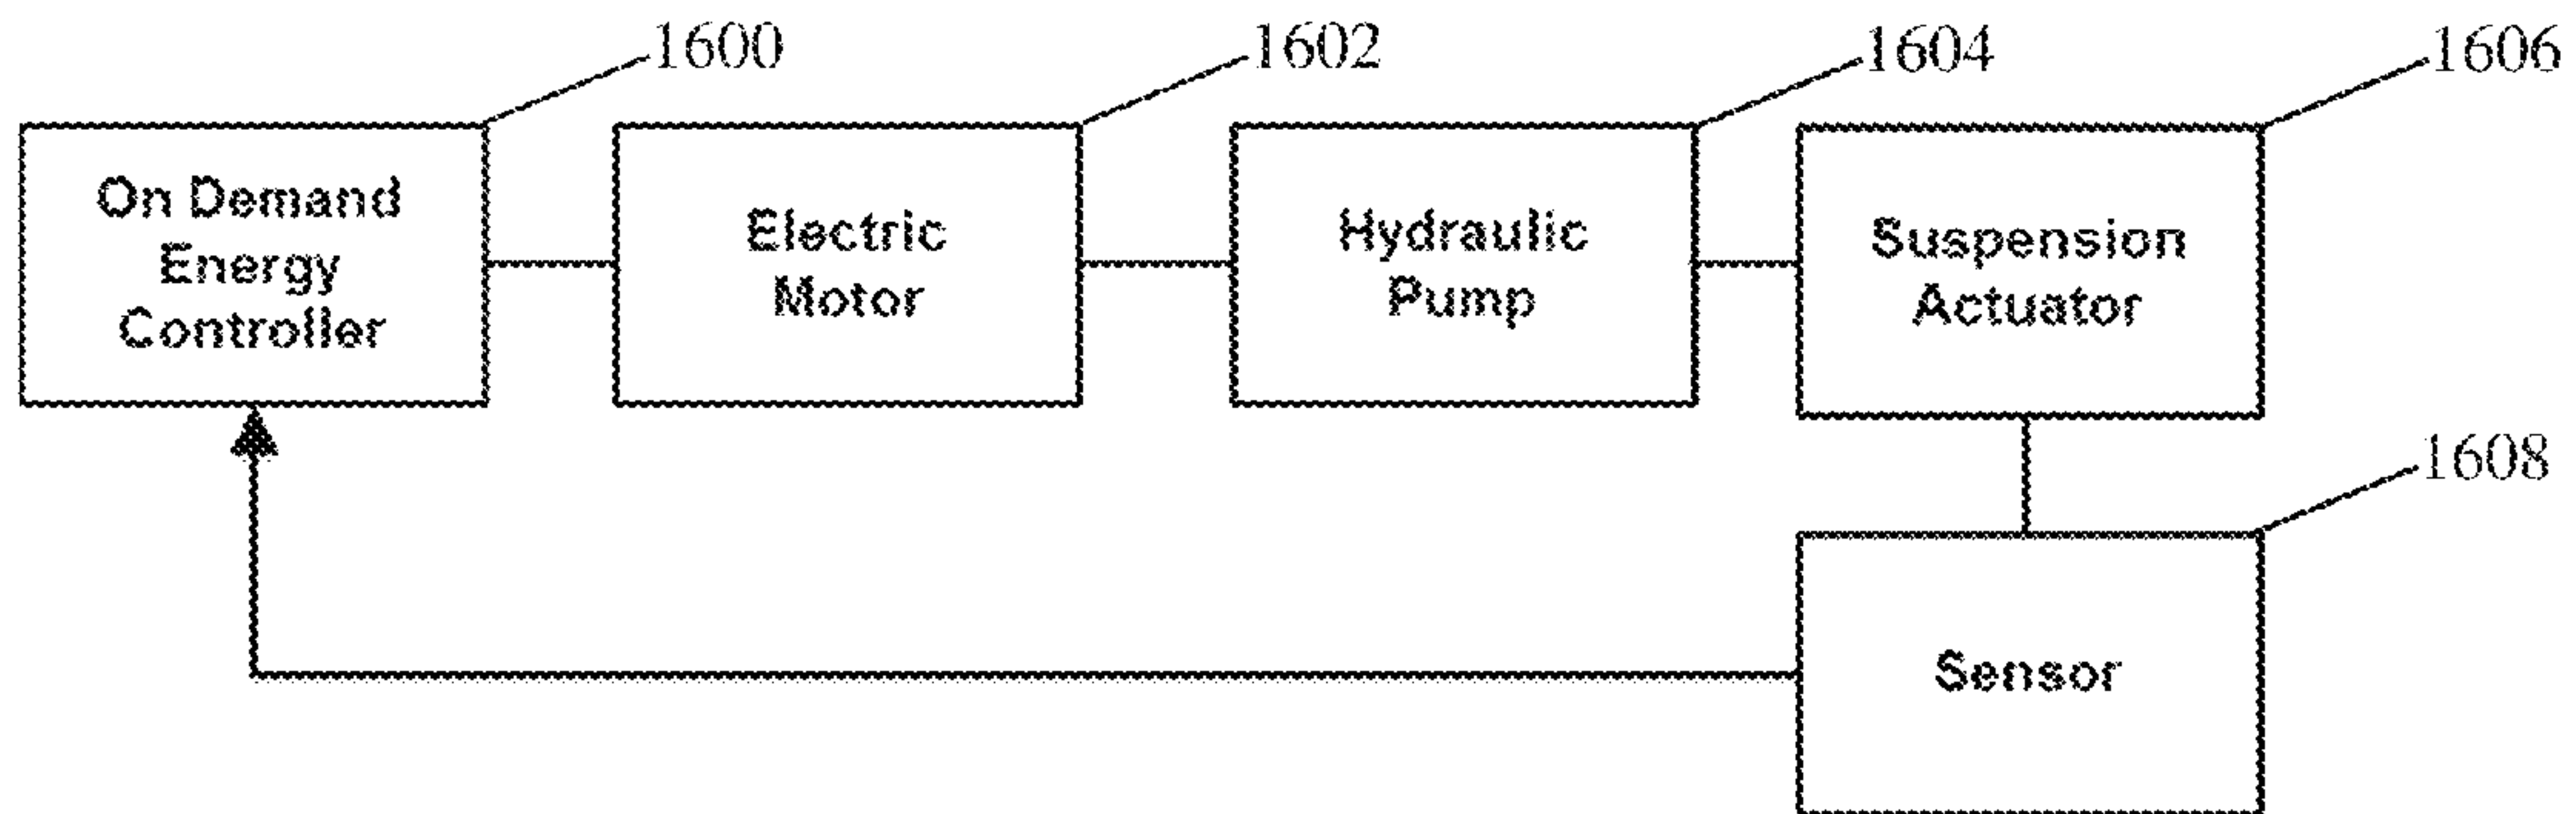 1600
1602
1604
1606
On Demand
Energy
Controller
Electric
Motor
Hydraulic
Pump
Suspension
Actuator
1608
Sensor